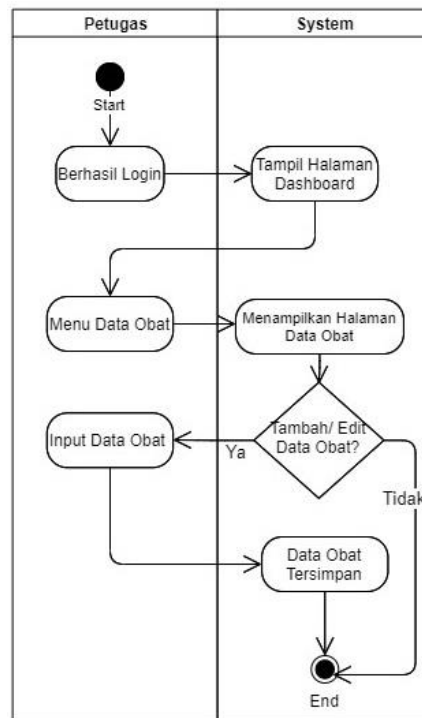 Petugas
System
Start
Berhasil Login
Tampil Halaman
Dashboard
Menu Data Obat
Menampilkan Halaman
Data Obat
Tambah/ Edit
Data Obat?
Ya
Tidak
Input Data Obat
Data Obat
Tersimpan
End